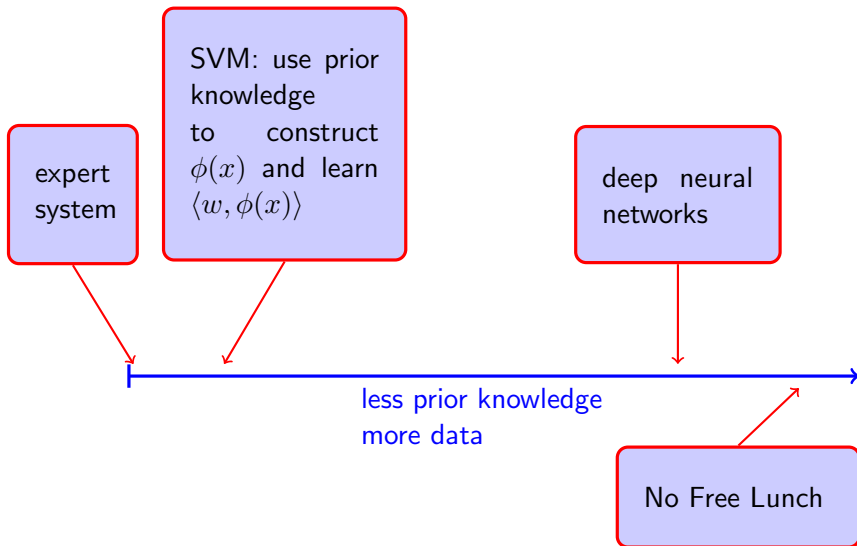 expert
system
SVM: use prior
knowledge
to construct
ϕ(x) and learn
⟨w, ϕ(x)⟩
deep neural
networks
less prior knowledge
more data
No Free Lunch